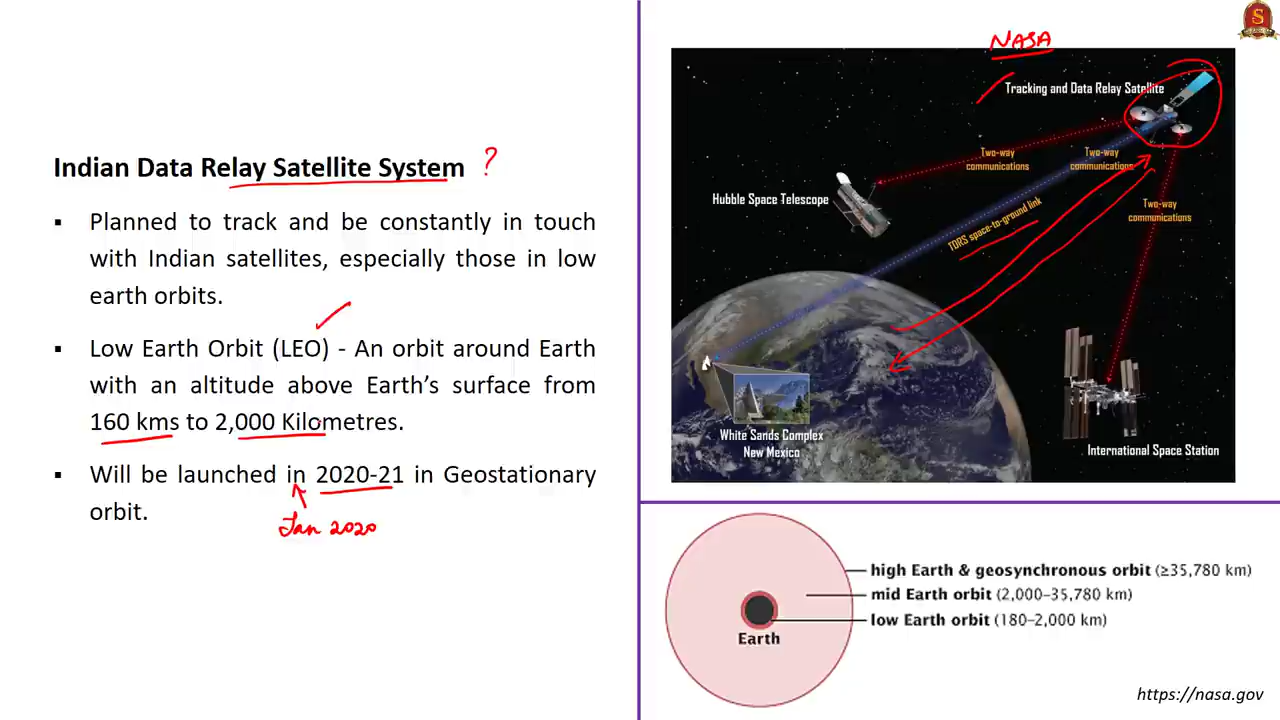 Indian Data Relay Satellite System ?
▪ Planned to track and be constantly in touch
with Indian satellites, especially those in low
earth orbits.
▪ Low Earth Orbit (LEO) - An orbit around Earth
with an altitude above Earth's surface from
160 kms to 2,000 Kilometres.
▪ Will be launched in 2020-21 in Geostationary
orbit.
Jan 2020
NASA
Tracking and Data Relay Satellite
Two-way
communications
Two-way
communications
Hubble Space Telescope
Two-way
communications
TDRS space-to-ground link
White Sands Complex
New Mexico
International Space Station
high Earth & geosynchronous orbit (≥35,780 km)
mid Earth orbit (2,000–35,780 km)
low Earth orbit (180–2,000 km)
Earth
https://nasa.gov